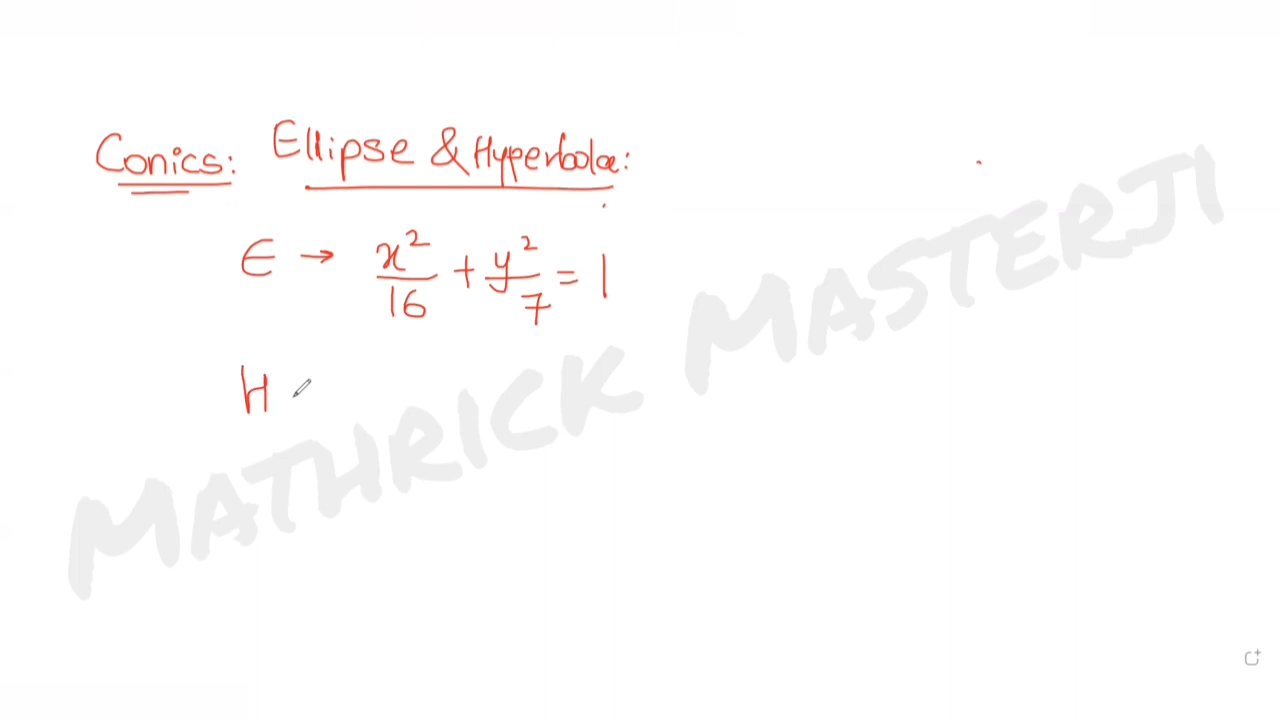 Conics: Ellipse & Hyperbola:
E → x²/16 + y²/7 = 1
H
MATHRICK MASTERJI